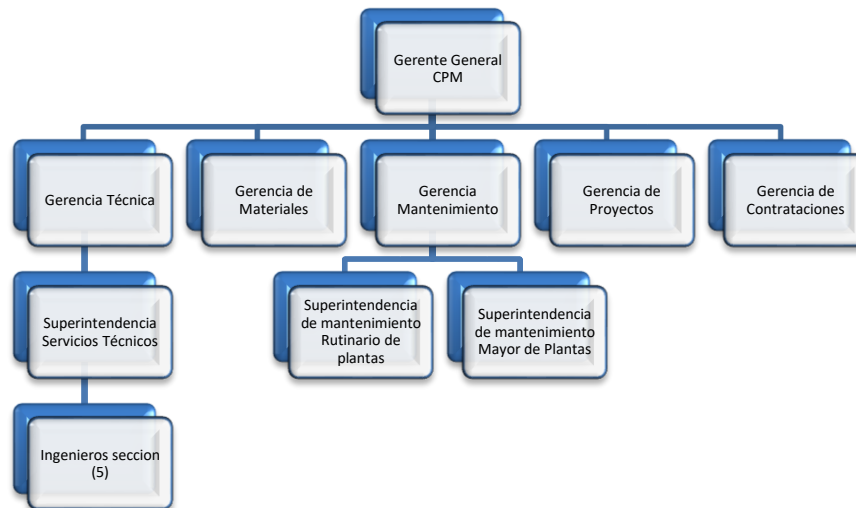 Gerente General
CPM
Gerencia Técnica
Gerencia de
Materiales
Gerencia
Mantenimiento
Gerencia de
Proyectos
Gerencia de
Contrataciones
Superintendencia
Servicios Técnicos
Superintendencia
de mantenimiento
Rutinario de
plantas
Superintendencia
de mantenimiento
Mayor de Plantas
Ingenieros seccion
(5)